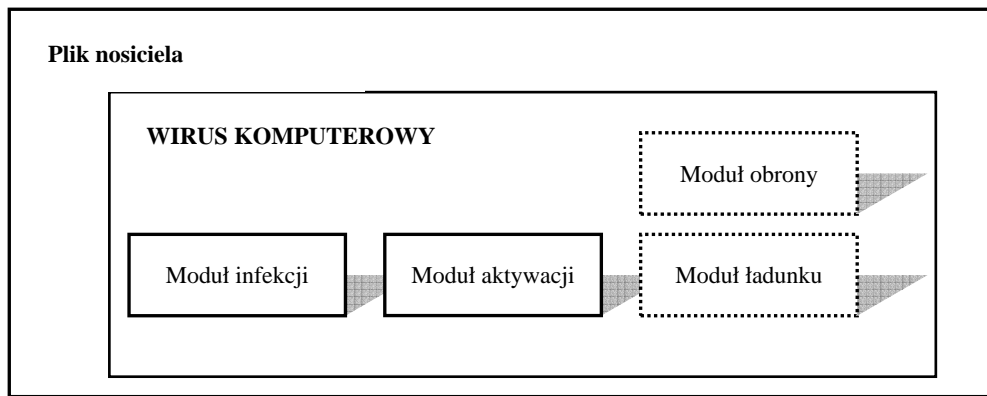 Plik nosiciela
WIRUS KOMPUTEROWY
Moduł obrony
Moduł infekcji
Moduł aktywacji
Moduł ładunku